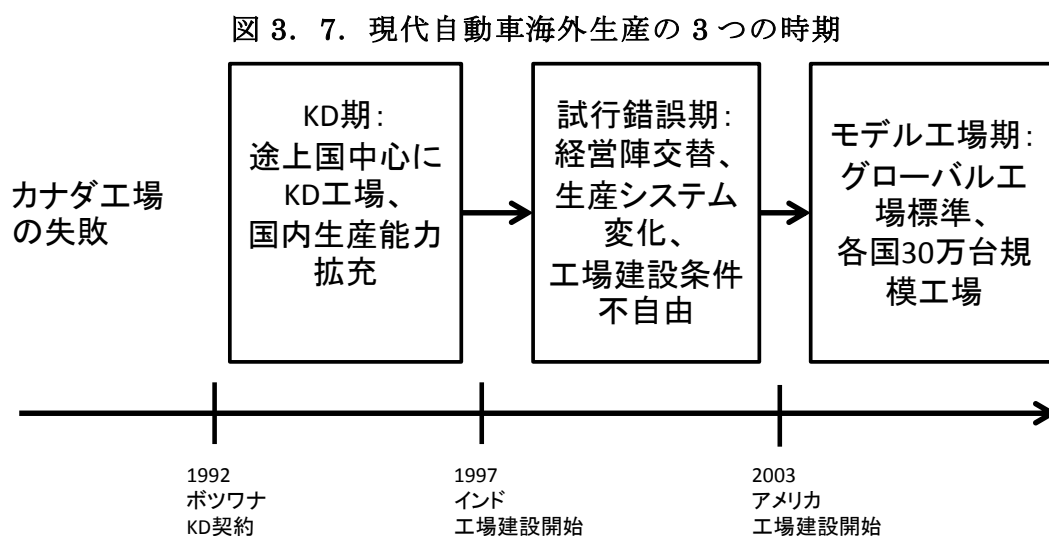 図 3. 7. 現代自動車海外生産の 3 つの時期
カナダ工場
の失敗
KD期：
途上国中心に
KD工場、
国内生産能力
拡充
試行錯誤期：
経営陣交替、
生産システム
変化、
工場建設条件
不自由
モデル工場期：
グローバル工
場標準、
各国30万台規
模工場
1992
ボツワナ
KD契約
1997
インド
工場建設開始
2003
アメリカ
工場建設開始